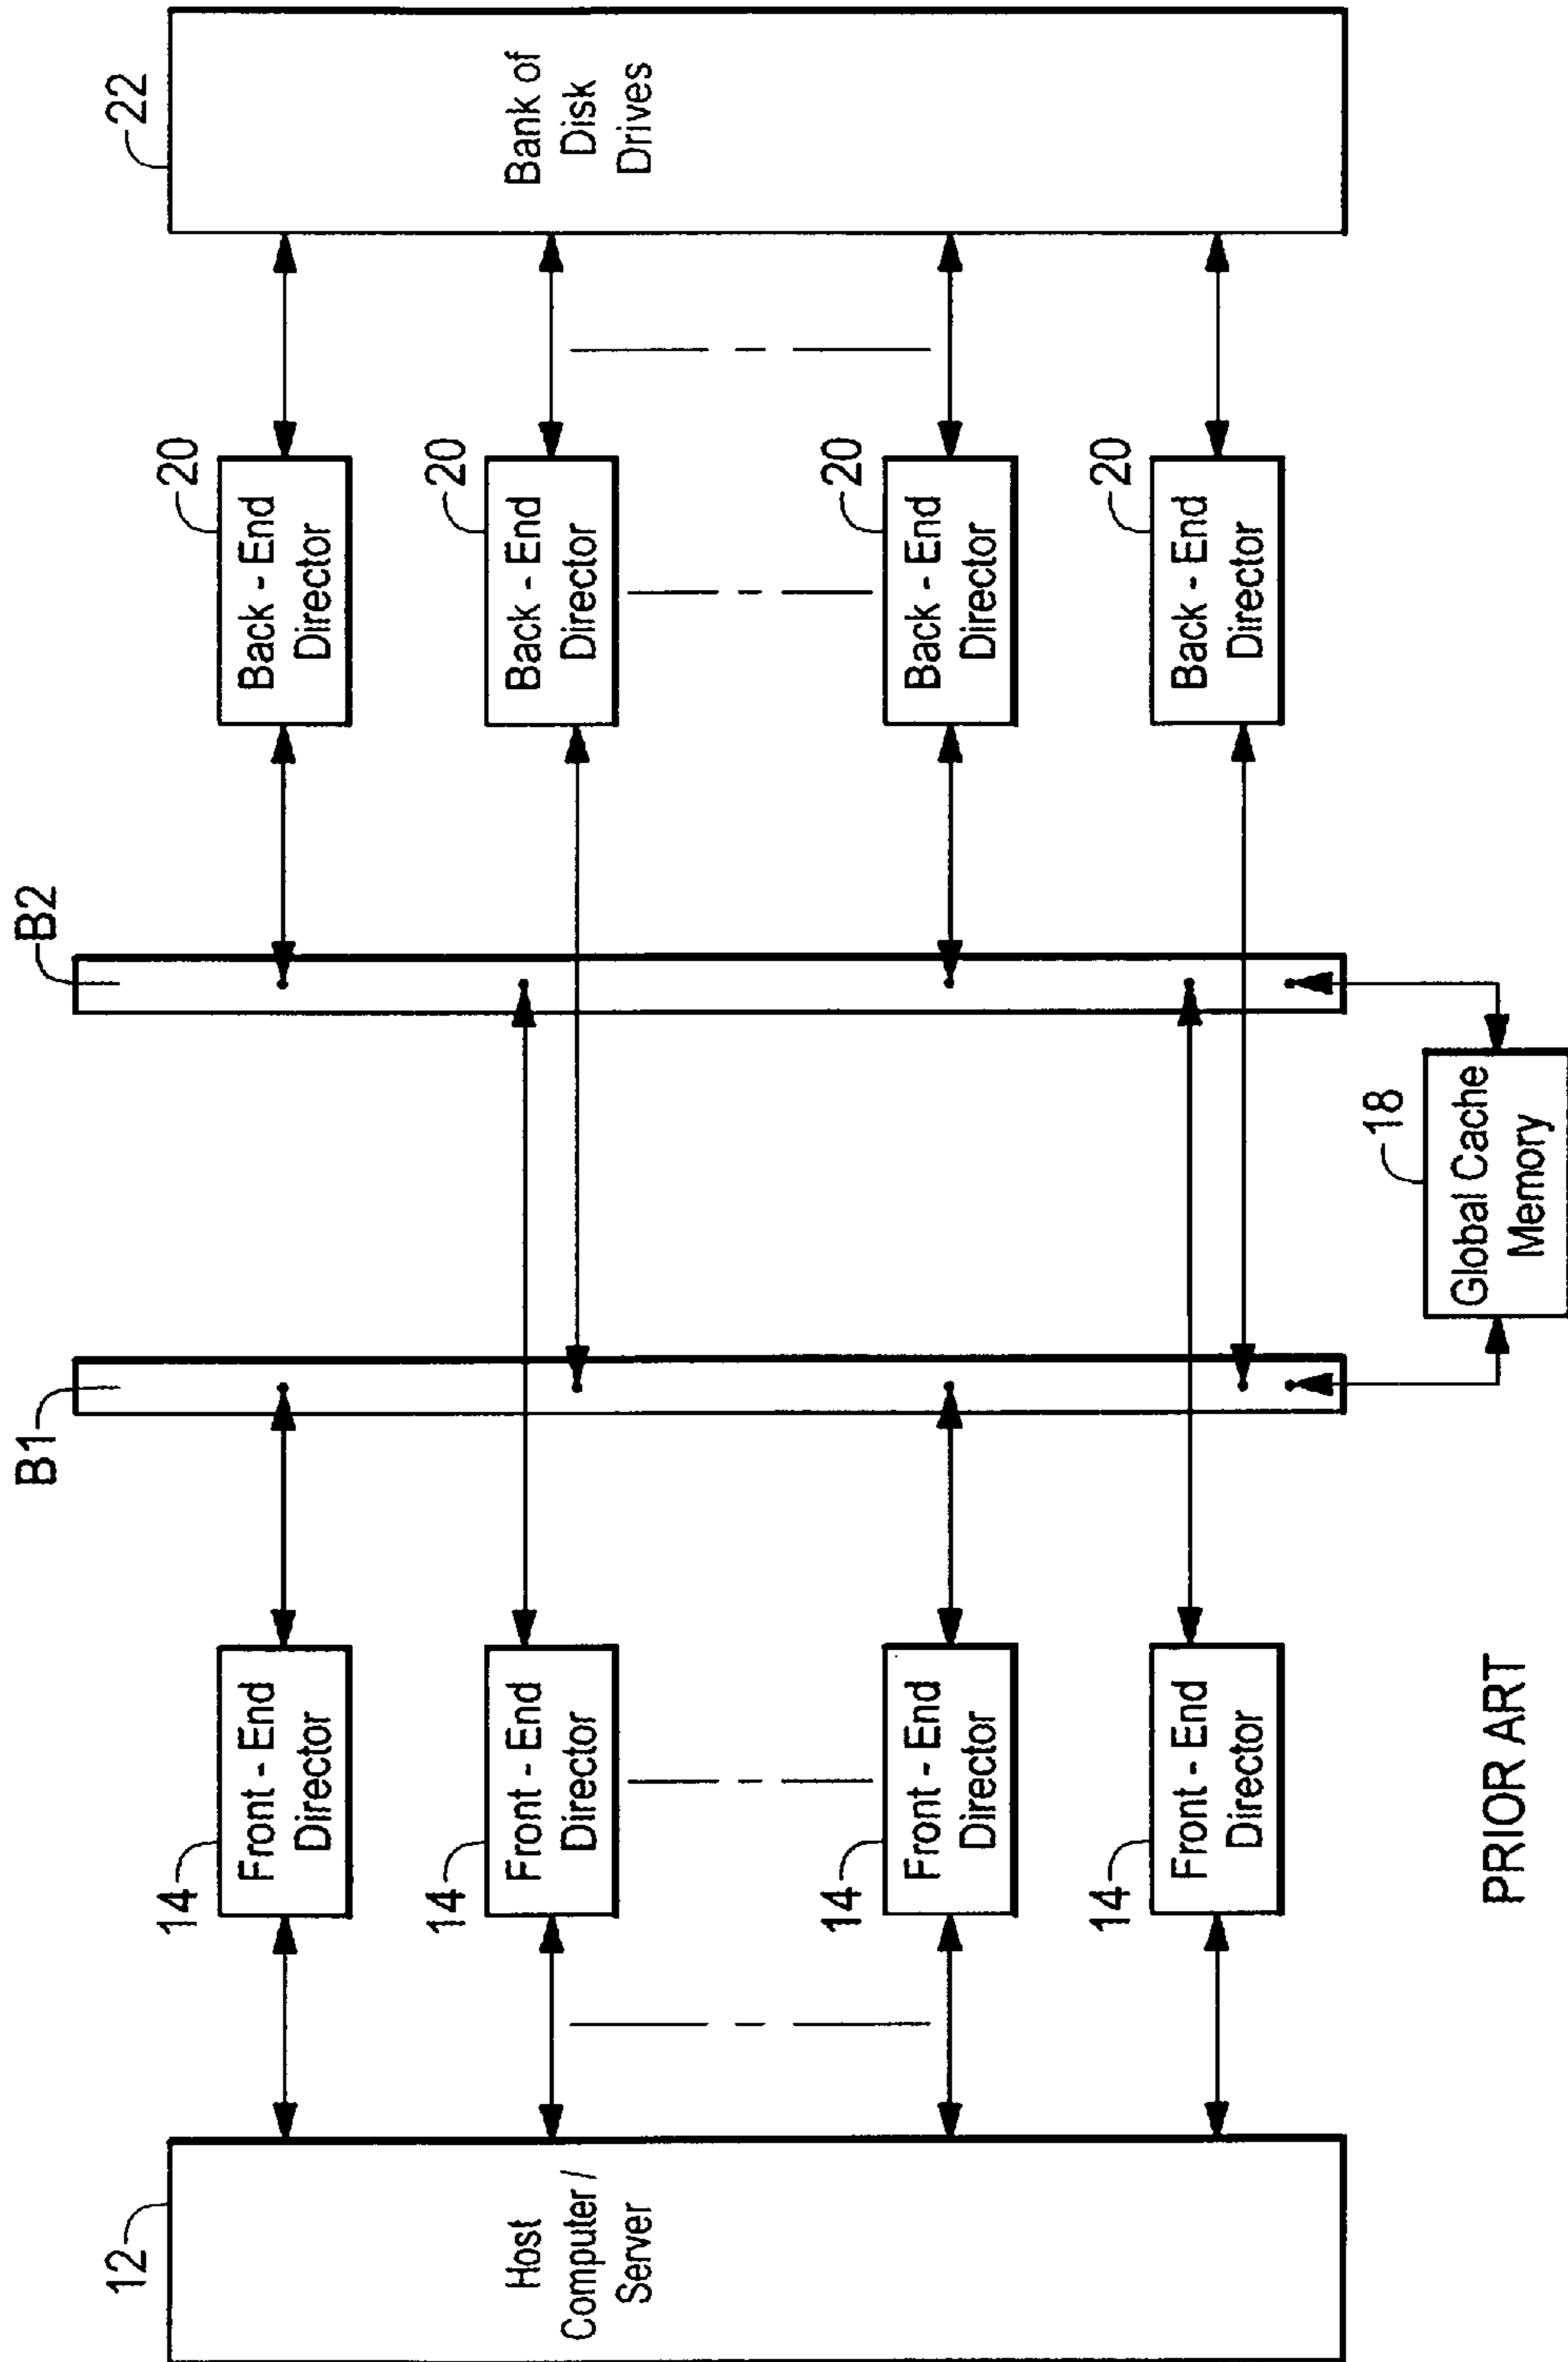 12
Host
Computer /
Server
14
Front - End
Director
14
Front - End
Director
14
Front - End
Director
14
Front - End
Director
B1
B2
18
Global Cache
Memory
20
Back - End
Director
20
Back - End
Director
20
Back - End
Director
20
Back - End
Director
22
Bank of
Disk
Drives
PRIOR ART